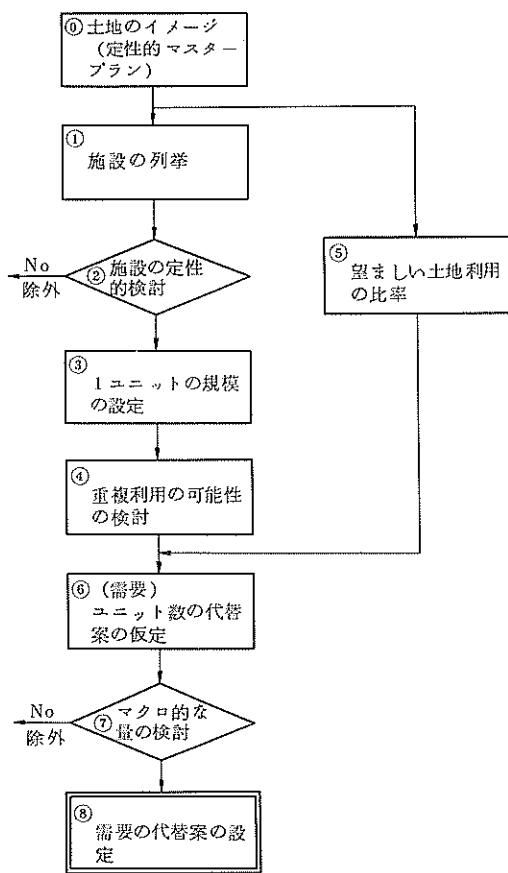 ⓪土地のイメージ
(定性的マスター
プラン)
①
施設の列挙
No
除外
②施設の定性
的検討
③
1ユニットの規模
の設定
④
重複利用の可能性
の検討
⑤
望ましい土地利用
の比率
⑥(需要)
ユニット数の代替
案の仮定
No
除外
⑦マクロ的な
量の検討
⑧
需要の代替案の設
定